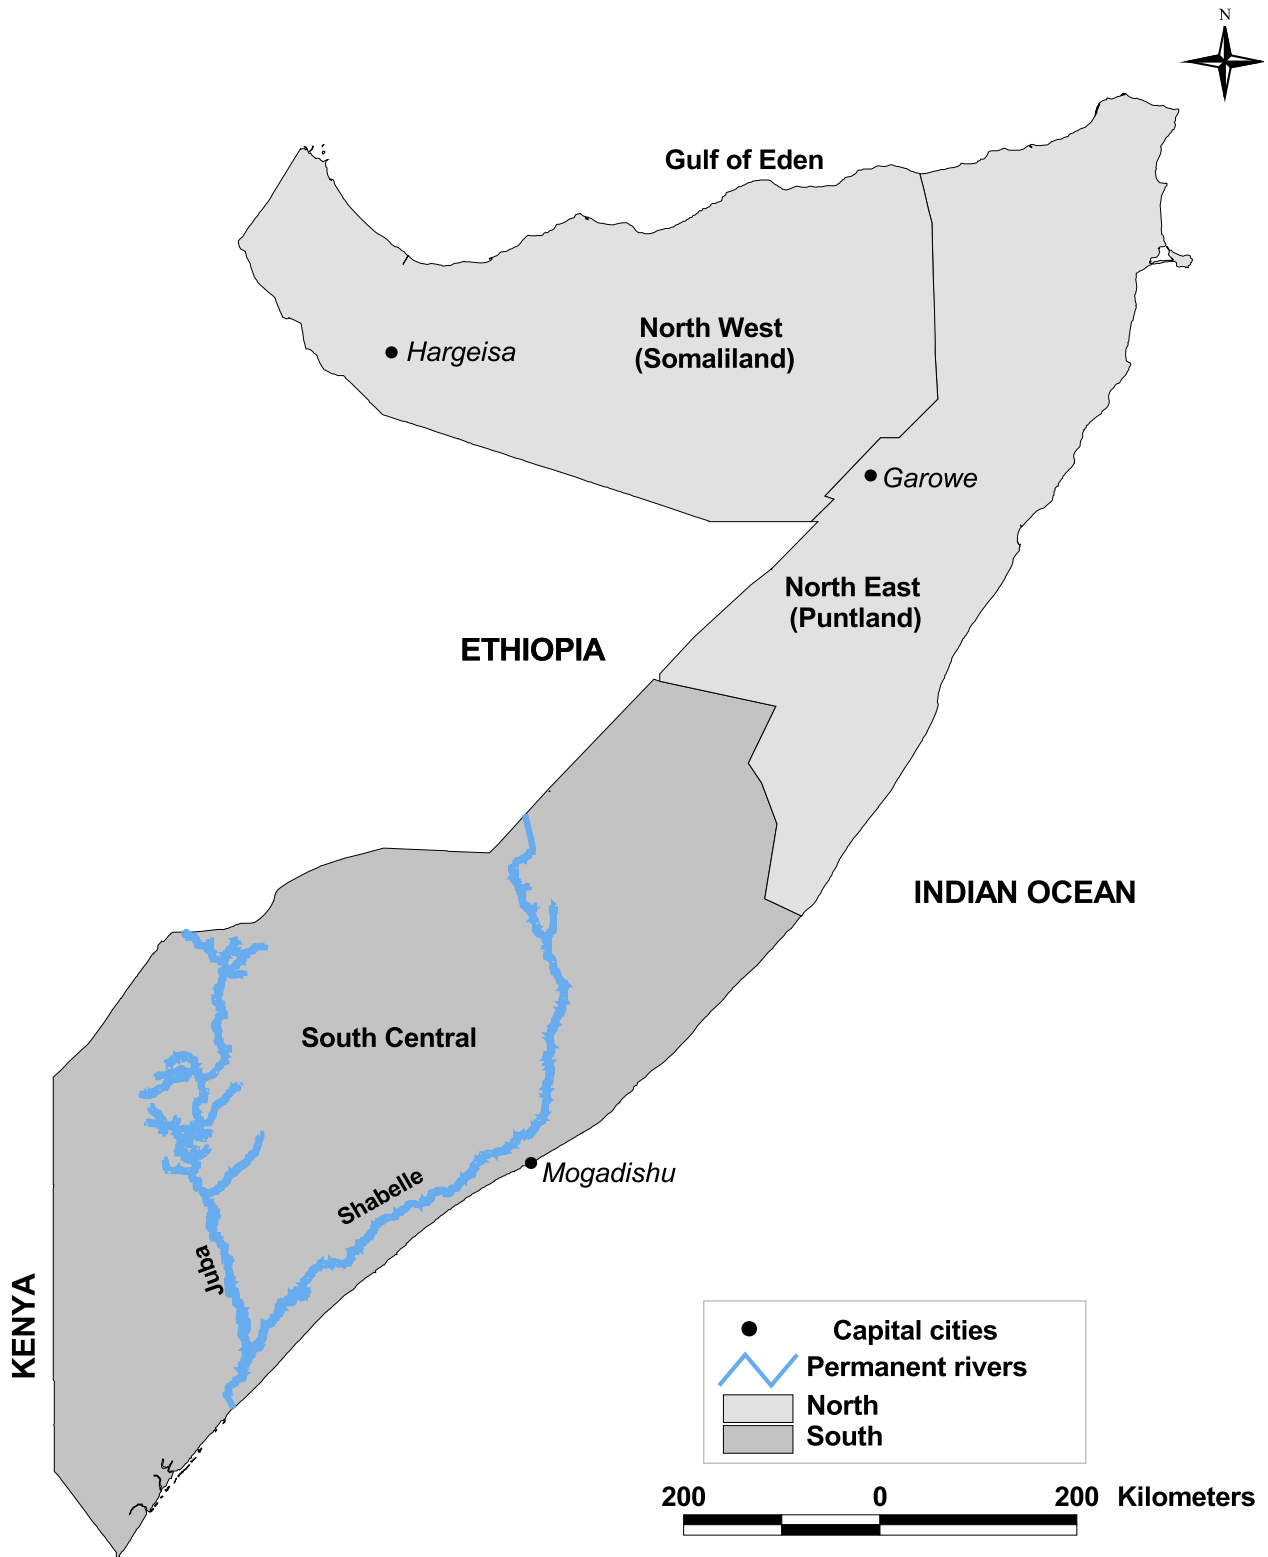 N
Gulf of Eden
North West
(Somaliland)
Hargeisa
Garowe
North East
(Puntland)
ETHIOPIA
INDIAN OCEAN
South Central
Mogadishu
Shabelle
Juba
KENYA
Capital cities
Permanent rivers
North
South
200 0 200 Kilometers